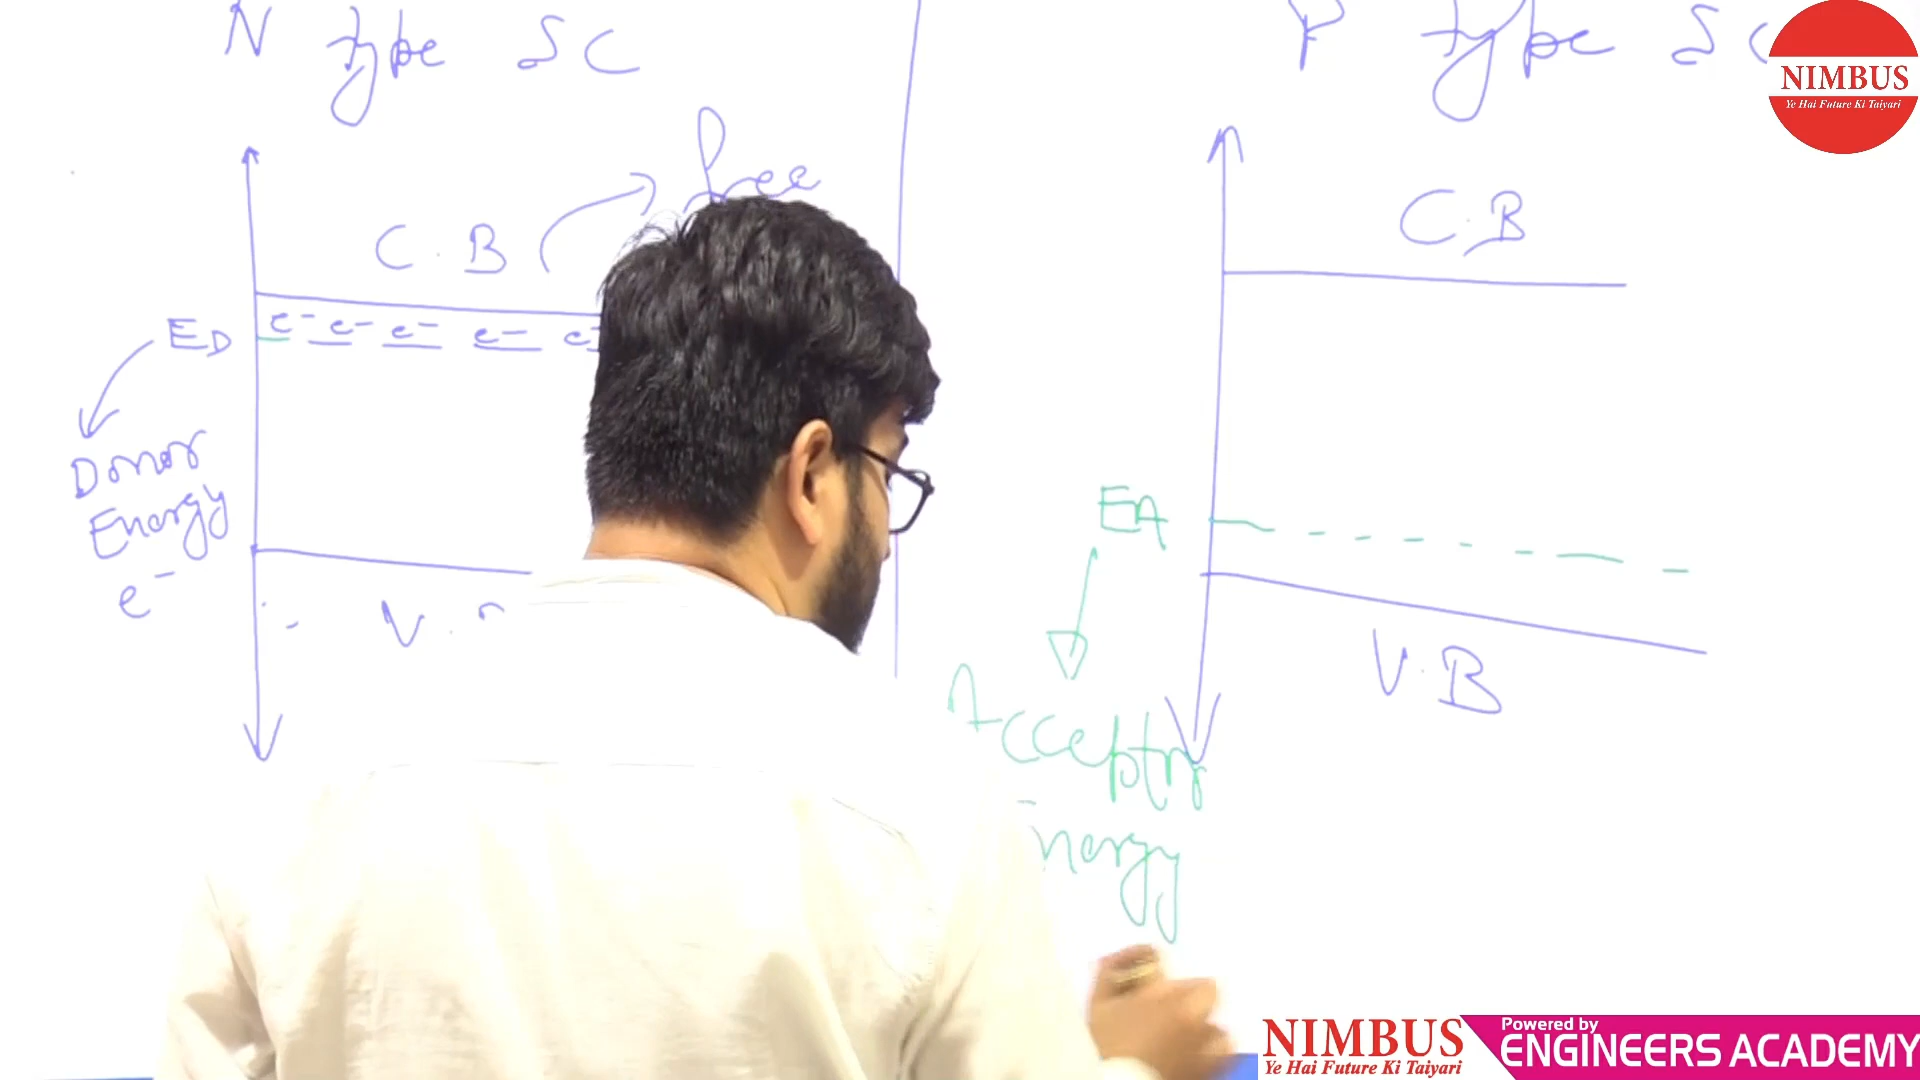 N type SC
free
C.B
ED e- e- e- e- e-
Donor
Energy
e-
V.
P type SC
C.B
EA
V.B
Acceptor
Energy
NIMBUS
Ye Hai Future Ki Taiyari
NIMBUS
Ye Hai Future Ki Taiyari
Powered by
ENGINEERS ACADEMY